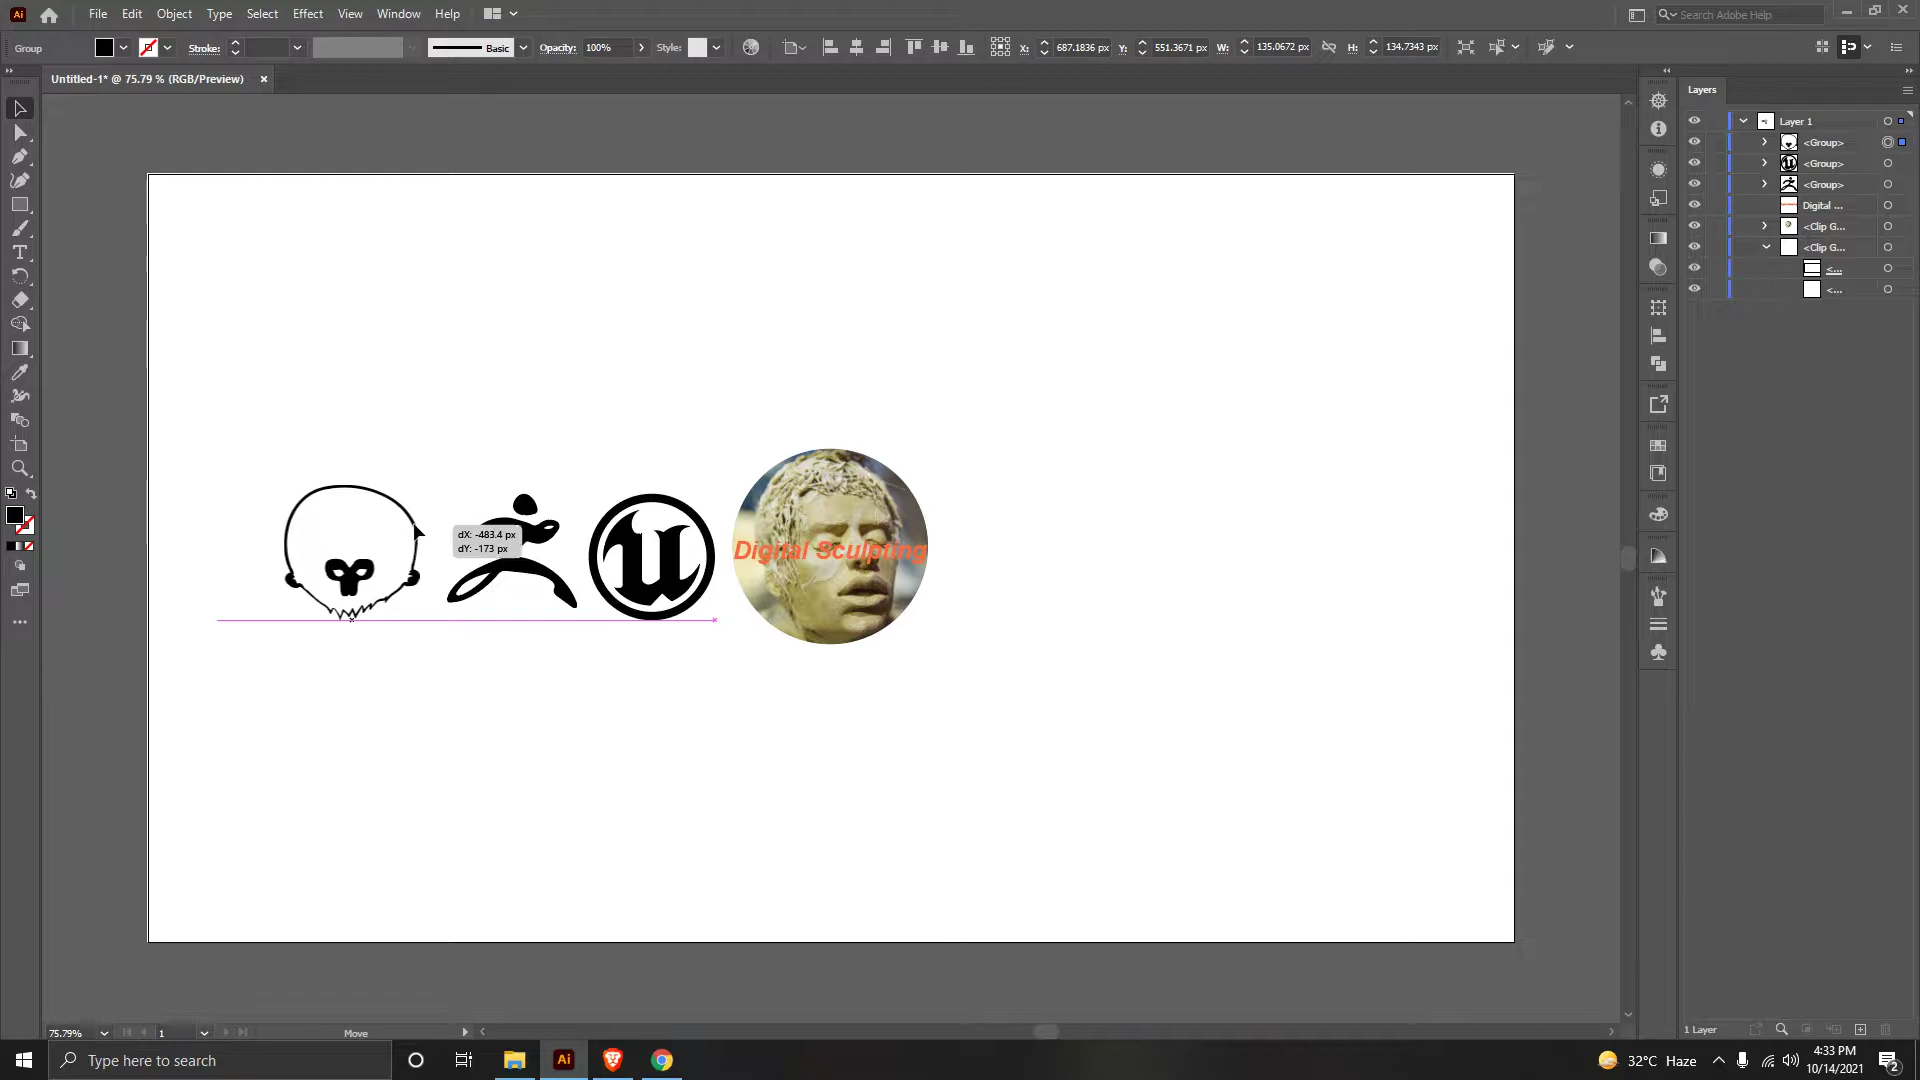 Ai File Edit Object Type Select Effect View Window Help Search Adobe Help
Group Stroke: Basic Opacity: 100% Style: X: 687.1836 px Y: 551.3671 px W: 135.0672 px H: 134.7343 px
Untitled-1* @ 75.79 % (RGB/Preview) ×
Layers
Layer 1
<Group>
<Group>
<Group>
Digital ...
<Clip G...
<Clip G...
<...
<...
dX: -483.4 px
dY: -173 px
Digital Sculpting
75.79% 1 Move
1 Layer
Type here to search
Ai
32°C Haze
4:33 PM
10/14/2021
2